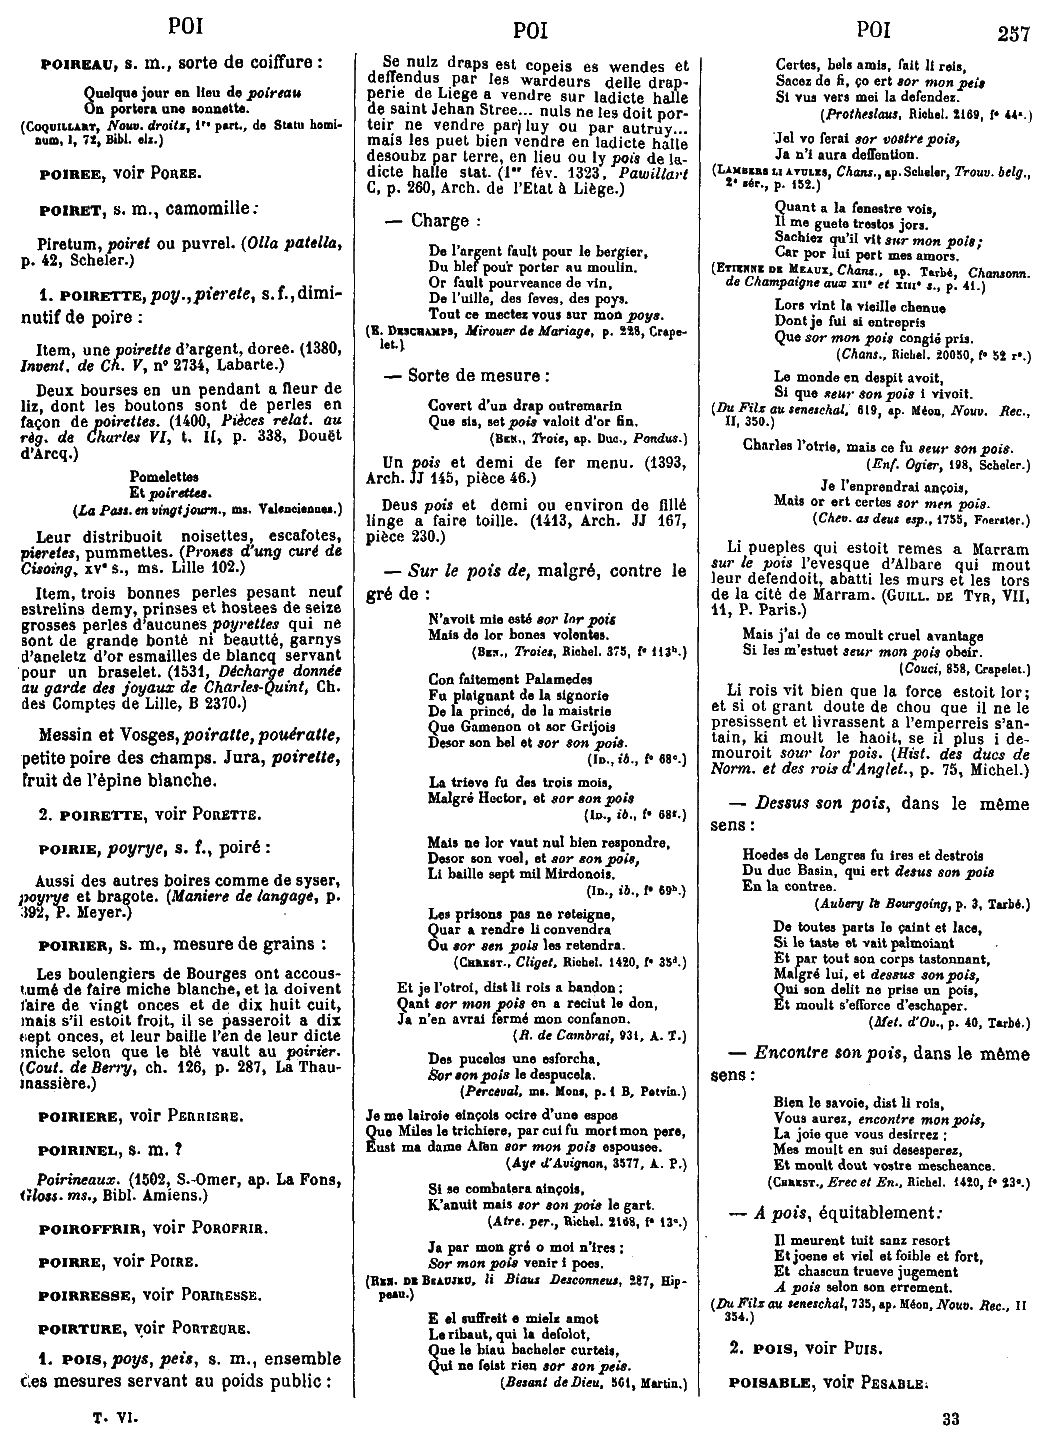 POI
POI
POI
257
POIREAU, s. m., sorte de coiffure :
Quelque jour en lieu de poireau
On portera une sonnette.
(COQUILLART, Nouv. droitz, 1re part., de Statu homi-
num, I, 72, Bibl. elz.)
POIREE, voir POREE.
POIRET, s. m., camomille :
Piretum, poiret ou puvrel. (Olla patella,
p. 42, Scheler.)
1. POIRETTE, poy., pierete, s. f., dimi-
nutif de poire :
Item, une poirette d'argent, doree. (1380,
Invent. de Ch. V, n° 2734, Labarte.)
Deux bourses en un pendant a fleur de
liz, dont les boutons sont de perles en
façon de poirettes. (1400, Pièces relat. au
règ. de Charles VI, t. II, p. 338, Douët
d'Arcq.)
Pomelettes
Et poirettes.
(La Pass. en vingt journ., ms. Valenciennes.)
Leur distribuoit noisettes, escafotes,
pieretes, pummettes. (Prones d'ung curé de
Cisoing, xve s., ms. Lille 102.)
Item, trois bonnes perles pesant neuf
estrelins demy, prinses et hostees de seize
grosses perles d'aucunes poyrettes qui ne
sont de grande bonté ni beautté, garnys
d'aneletz d'or esmailles de blancq servant
pour un braselet. (1531, Décharge donnée
au garde des joyaux de Charles-Quint, Ch.
des Comptes de Lille, B 2370.)
Messin et Vosges, poiratte, pouératte,
petite poire des champs. Jura, poirette,
fruit de l'épine blanche.
2. POIRETTE, voir PORETTE.
POIRIE, poyrye, s. f., poiré :
Aussi des autres boires comme de syser,
poyrye et bragote. (Maniere de langage, p.
392, P. Meyer.)
POIRIER, s. m., mesure de grains :
Les boulengiers de Bourges ont accous-
tumé de faire miche blanche, et la doivent
faire de vingt onces et de dix huit cuit,
mais s'il estoit froit, il se passeroit a dix
sept onces, et leur baille l'en de leur dicte
miche selon que le blé vault au poirier.
(Cout. de Berry, ch. 126, p. 287, La Thau-
massière.)
POIRIERE, voir PERRIERE.
POIRINEL, s. m. ?
Poirineaux. (1502, S.-Omer, ap. La Fons,
Gloss. ms., Bibl. Amiens.)
POIROFFRIR, voir POROFRIR.
POIRRE, voir POIRE.
POIRRESSE, voir PORIRESSE.
POIRTURE, voir PORTEURE.
1. POIS, poys, peis, s. m., ensemble
des mesures servant au poids public :
T. VI.
Se nulz draps est copeis es wendes et
deffendus par les wardeurs delle drap-
perie de Liege a vendre sur ladicte halle
de saint Jehan Stree... nuls ne les doit por-
teir ne vendre par luy ou par autruy...
mais les puet bien vendre en ladicte halle
desoubz par terre, en lieu ou ly pois de la-
dicte halle stat. (1er fév. 1323, Pawillart
C, p. 260, Arch. de l'Etat à Liège.)
— Charge :
De l'argent fault pour le bergier,
Du blef pour porter au moulin.
Or fault pourveance de vin,
De l'uille, des feves, des poys.
Tout ce mectez vous sur mon poys.
(E. DESCHAMPS, Mirouer de Mariage, p. 228, Crape-
let.)
— Sorte de mesure :
Covert d'un drap outremarin
Que sis, set pois valoit d'or fin.
(BEN., Troie, ap. Duc., Pondus.)
Un pois et demi de fer menu. (1393,
Arch. JJ 145, pièce 46.)
Deus pois et demi ou environ de fillé
linge a faire toille. (1413, Arch. JJ 167,
pièce 230.)
— Sur le pois de, malgré, contre le
gré de :
N'avoit mie esté sor lor pois
Mais de lor bones volentes.
(BEN., Troies, Richel. 375, f° 113b.)
Con faitement Palamedes
Fu plaignant de la signorie
De la princé, de la maistrie
Que Gamenon ot sor Grijois
Desor son bel et sor son pois.
(ID., ib., f° 68c.)
La trieve fu des trois mois,
Malgré Hector, et sor son pois
(ID., ib., f° 68f.)
Mais ne lor vaut nul bien respondre,
Desor son voel, et sor son pois,
Li baille sept mil Mirdonois.
(ID., ib., f° 69b.)
Les prisons pas ne reteigne,
Quar a rendre li convendra
Ou sor sen pois les retendra.
(CHREST., Cliget, Richel. 1420, f° 35d.)
Et je l'otroi, dist li rois a bandon ;
Qant sor mon pois en a reciut le don,
Ja n'en avrai fermé mon confanon.
(R. de Cambrai, 931, A. T.)
Des puceles une esforcha,
Sor son pois le despucela.
(Perceval, ms. Mons, p. 1 B, Potvin.)
Je me lairoie einçois ocire d'une espee
Que Miles le trichiere, par cui fu mort mon pere,
Eust ma dame Aien sor mon pois espousee.
(Aye d'Avignon, 3577, A. P.)
Si se combatera ainçois,
K'anuit mais sor son pois le gart.
(Atre. per., Richel. 2168, f° 13c.)
Ja par mon gré o moi n'ires ;
Sor mon pois venir i poes.
(REN. DE BEAUJEU, li Biaus Desconneus, 287, Hip-
peau.)
E el suffreit e mielz amot
Le ribaut, qui la defolot,
Que le biau bacheler curteis,
Qui ne feist rien sor son peis.
(Besant de Dieu, 561, Martin.)
Certes, bels amis, fait li reis,
Sacez de fi, ço ert sor mon peis
Si vus vers mei la defendez.
(Protheslaus, Richel. 2169, f° 44a.)
Jel vo ferai sor vostre pois,
Ja n'i aura deffention.
(LAMBERS LI AVULES, Chans., ap. Scheler, Trouv. belg.,
2e sér., p. 152.)
Quant a la fenestre vois,
Il me guete trestos jors.
Sachiez qu'il vit sur mon pois ;
Car por lui pert mes amors.
(ETIENNE DE MEAUX, Chans., ap. Tarbé, Chansonn.
de Champaigne aux xiie et xiiie s., p. 41.)
Lors vint la vieille chenue
Dont je fui si entrepris
Que sor mon pois congié pris.
(Chans., Richel. 20050, f° 52 r°.)
Le monde en despit avoit,
Si que seur son pois i vivoit.
(Du Filz au seneschal, 619, ap. Méon, Nouv. Rec.,
II, 350.)
Charles l'otrie, mais ce fu seur son pois.
(Enf. Ogier, 198, Scheler.)
Je l'enprendrai ançois,
Mais or ert certes sor men pois.
(Chev. as deus esp., 1755, Foerster.)
Li pueples qui estoit remes a Marram
sur le pois l'evesque d'Albare qui mout
leur defendoit, abatti les murs et les tors
de la cité de Marram. (GUILL. DE TYR, VII,
11, P. Paris.)
Mais j'ai de ce moult cruel avantage
Si les m'estuet seur mon pois obeir.
(Couci, 858, Crapelet.)
Li rois vit bien que la force estoit lor ;
et si ot grant doute de chou que il ne le
presissent et livrassent a l'emperreis s'an-
tain, ki moult le haoit, se il plus i de-
mouroit sour lor pois. (Hist. des ducs de
Norm. et des rois d'Anglet., p. 75, Michel.)
— Dessus son pois, dans le même
sens :
Hoedes de Lengres fu ires et destrois
Du duc Basin, qui ert desus son pois
En la contree.
(Aubery le Bourgoing, p. 3, Tarbé.)
De toutes parts le çaint et lace,
Si le taste et vait palmoiant
Et par tout son corps tastonnant,
Malgré lui, et dessus son pois,
Qui son delit ne prise un pois,
Et moult s'efforce d'eschaper.
(Met. d'Ov., p. 40, Tarbé.)
— Encontre son pois, dans le même
sens :
Bien le savoie, dist li rois,
Vous aurez, encontre mon pois,
La joie que vous desirrez ;
Mes moult en sui desesperez,
Et moult dout vostre mescheance.
(CHREST., Erec et En., Richel. 1420, f° 23a.)
— A pois, équitablement :
Il meurent tuit sanz resort
Et joene et viel et foible et fort,
Et chascun trueve jugement
A pois selon son errement.
(Du Filz au seneschal, 735, ap. Méon, Nouv. Rec., II
354.)
2. POIS, voir PUIS.
POISABLE, voir PESABLE.
33